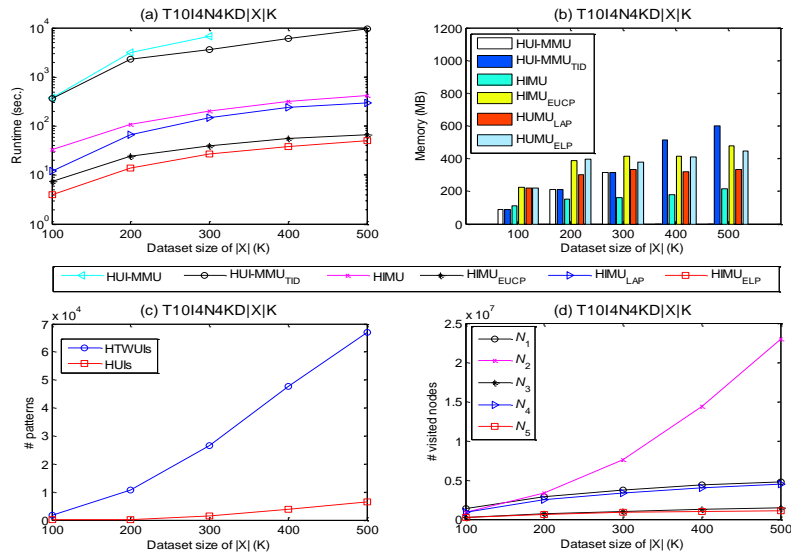 (a) T10I4N4KD|X|K
Runtime (sec.)
10^4
10^3
10^2
10^1
10^0
100 200 300 400 500
Dataset size of |X| (K)
(b) T10I4N4KD|X|K
Memory (MB)
1200
1000
800
600
400
200
0
HUI-MMU
HUI-MMU_TID
HIMU
HIMU_EUCP
HUMU_LAP
HUMU_ELP
100 200 300 400 500
Dataset size of |X| (K)
HUI-MMU HUI-MMU_TID HIMU HIMU_EUCP HIMU_LAP HIMU_ELP
(c) T10I4N4KD|X|K
x 10^4
# patterns
7
6
5
4
3
2
1
0
HTWUIs
HUIs
100 200 300 400 500
Dataset size of |X| (K)
(d) T10I4N4KD|X|K
x 10^7
# visited nodes
2.5
2
1.5
1
0.5
0
N_1
N_2
N_3
N_4
N_5
100 200 300 400 500
Dataset size of |X| (K)